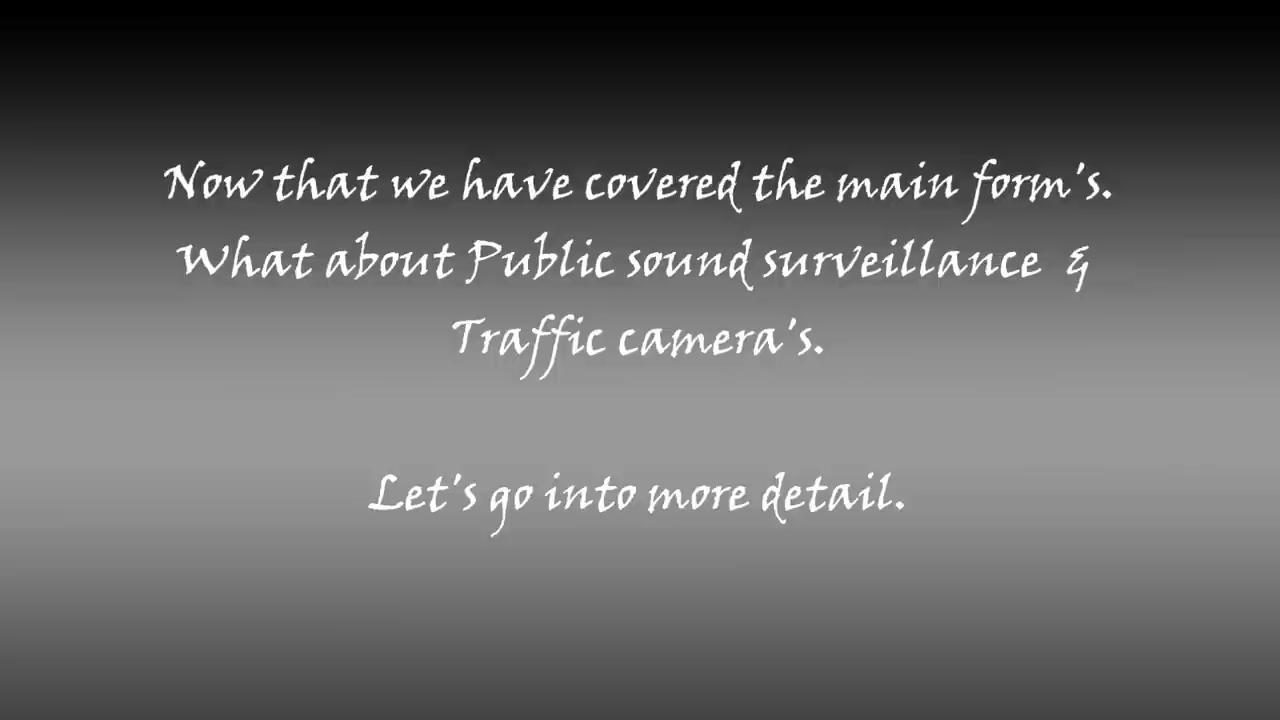 Now that we have covered the main form's.
What about Public sound surveillance &
Traffic camera's.
Let's go into more detail.